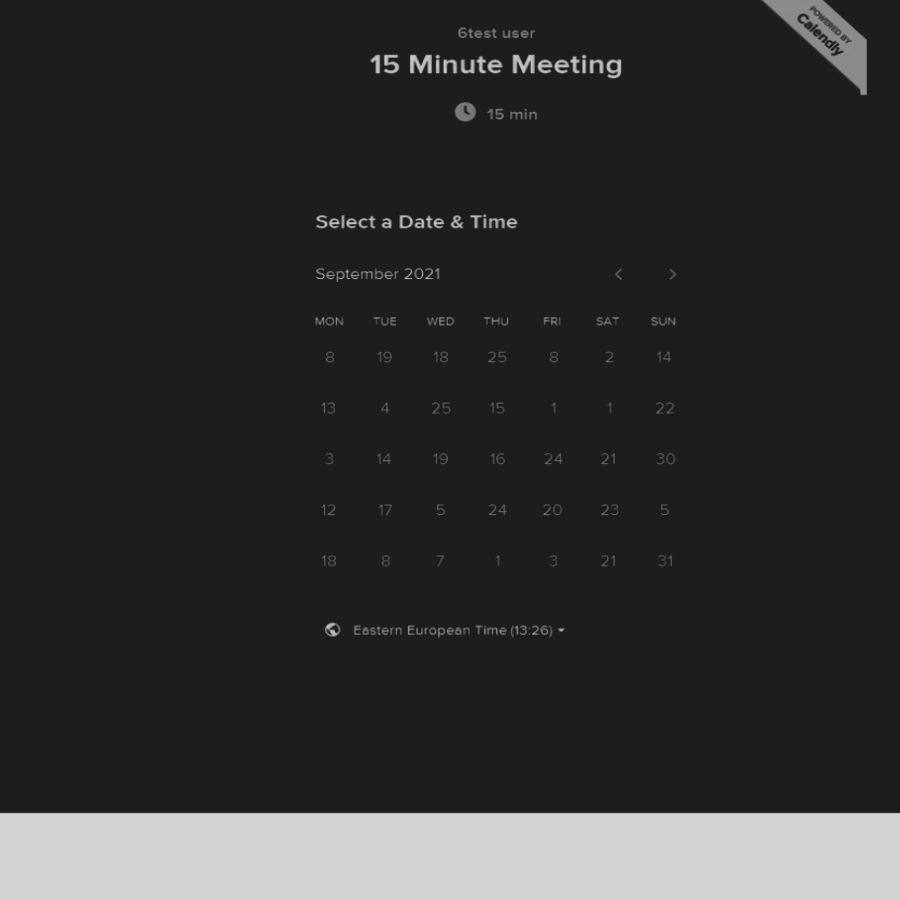 6test user
POWERED BY
Calendly
15 Minute Meeting
15 min
Select a Date & Time
September 2021
MON TUE WED THU FRI SAT SUN
8 19 18 25 8 2 14
13 4 25 15 1 1 22
3 14 19 16 24 21 30
12 17 5 24 20 23 5
18 8 7 1 3 21 31
Eastern European Time (13:26)